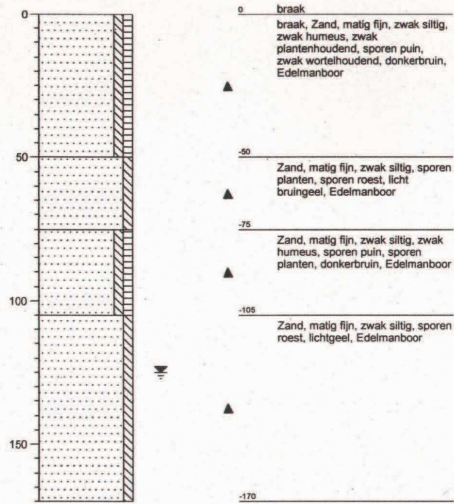 0
0
braak
braak, Zand, matig fijn, zwak siltig,
zwak humeus, zwak
plantenhoudend, sporen puin,
zwak wortelhoudend, donkerbruin,
Edelmanboor
50
-50
Zand, matig fijn, zwak siltig, sporen
planten, sporen roest, licht
bruingeel, Edelmanboor
-75
Zand, matig fijn, zwak siltig, zwak
humeus, sporen puin, sporen
planten, donkerbruin, Edelmanboor
100
-105
Zand, matig fijn, zwak siltig, sporen
roest, lichtgeel, Edelmanboor
150
-170